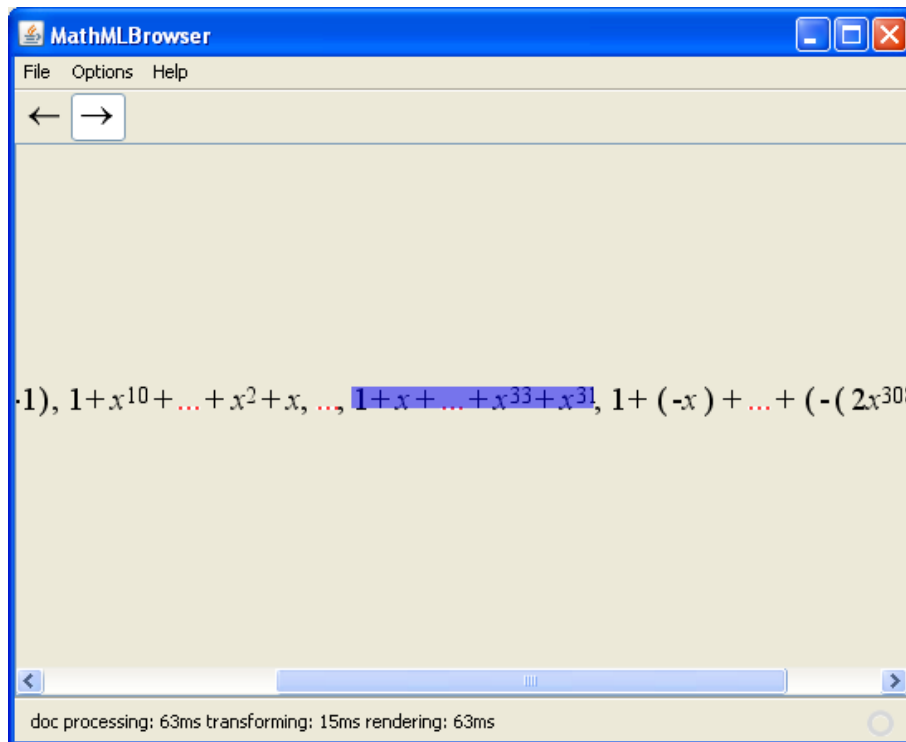 MathMLBrowser
File Options Help
← →
-1), 1+x¹⁰+...+x²+x, ..., 1+x+...+x³³+x³¹, 1+(-x)+...+(-(2x³⁰
doc processing: 63ms transforming: 15ms rendering: 63ms